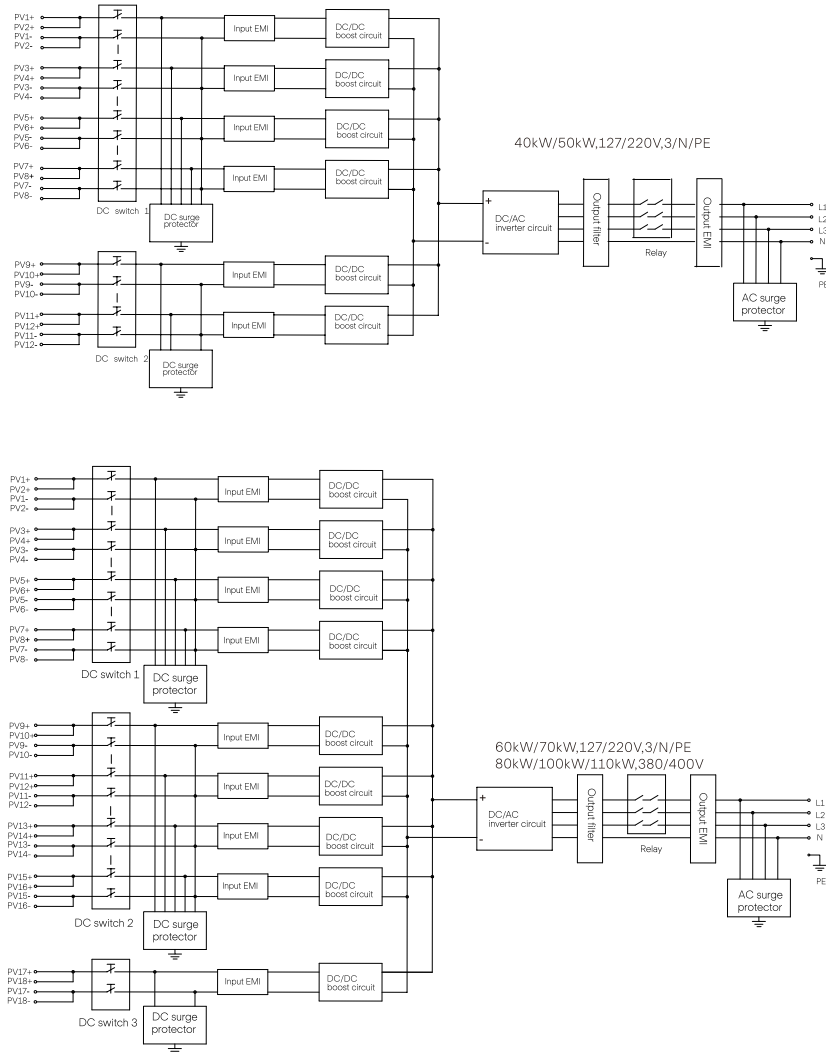 PV1+
PV2+
PV1-
PV2-
Input EMI
DC/DC
boost circuit
PV3+
PV4+
PV3-
PV4-
Input EMI
DC/DC
boost circuit
PV5+
PV6+
PV5-
PV6-
Input EMI
DC/DC
boost circuit
PV7+
PV8+
PV7-
PV8-
Input EMI
DC/DC
boost circuit
DC switch 1
DC surge
protector
40kW/50kW,127/220V,3/N/PE
+
-
DC/AC
inverter circuit
Output filter
Relay
Output EMI
L1
L2
L3
N
PE
AC surge
protector
PV9+
PV10+
PV9-
PV10-
Input EMI
DC/DC
boost circuit
PV11+
PV12+
PV11-
PV12-
Input EMI
DC/DC
boost circuit
DC switch 2
DC surge
protector
PV1+
PV2+
PV1-
PV2-
Input EMI
DC/DC
boost circuit
PV3+
PV4+
PV3-
PV4-
Input EMI
DC/DC
boost circuit
PV5+
PV6+
PV5-
PV6-
Input EMI
DC/DC
boost circuit
PV7+
PV8+
PV7-
PV8-
Input EMI
DC/DC
boost circuit
DC switch 1
DC surge
protector
PV9+
PV10+
PV9-
PV10-
Input EMI
DC/DC
boost circuit
PV11+
PV12+
PV11-
PV12-
Input EMI
DC/DC
boost circuit
PV13+
PV14+
PV13-
PV14-
Input EMI
DC/DC
boost circuit
PV15+
PV16+
PV15-
PV16-
Input EMI
DC/DC
boost circuit
DC switch 2
DC surge
protector
60kW/70kW,127/220V,3/N/PE
80kW/100kW/110kW,380/400V
+
-
DC/AC
inverter circuit
Output filter
Relay
Output EMI
L1
L2
L3
N
PE
AC surge
protector
PV17+
PV18+
PV17-
PV18-
Input EMI
DC/DC
boost circuit
DC switch 3
DC surge
protector